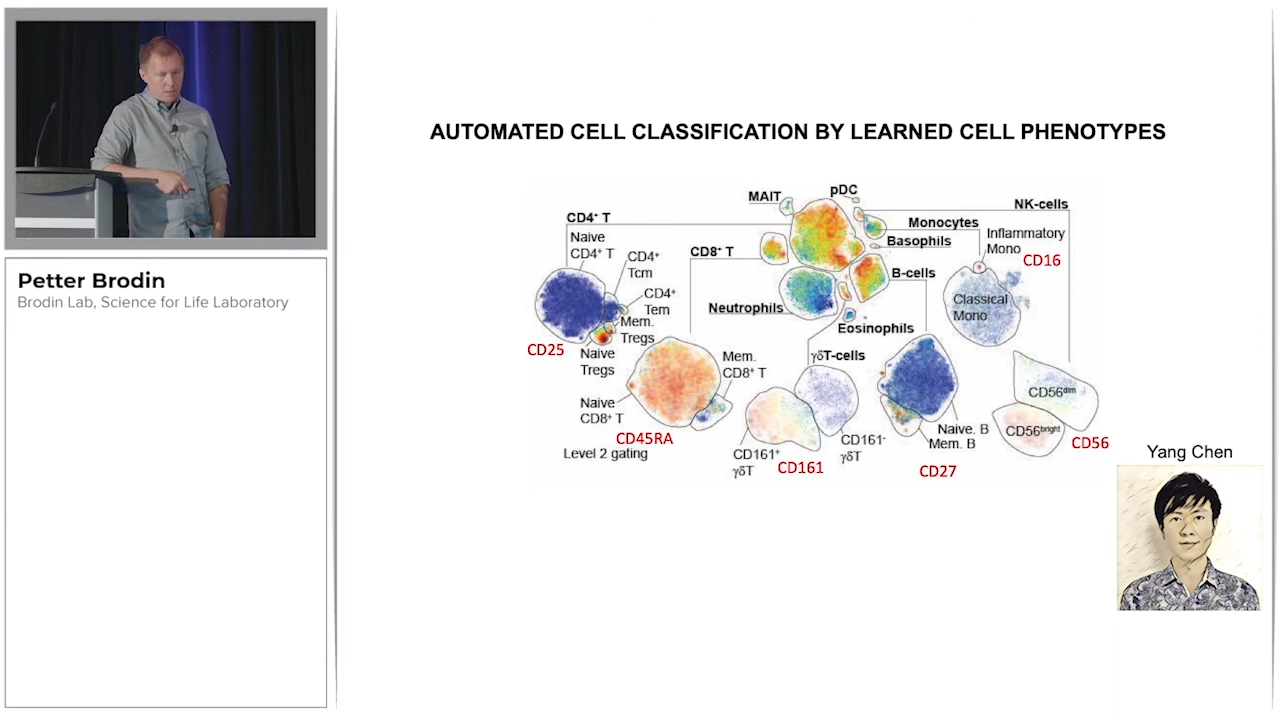 Petter Brodin
Brodin Lab, Science for Life Laboratory
AUTOMATED CELL CLASSIFICATION BY LEARNED CELL PHENOTYPES
MAIT
pDC
NK-cells
CD4⁺ T
Monocytes
Naive
CD4⁺ T
CD8⁺ T
Basophils
Inflammatory
Mono
CD16
CD4⁺
Tcm
B-cells
CD4⁺
Tem
Neutrophils
Classical
Mono
Mem.
Tregs
Eosinophils
CD25
Naive
Tregs
Mem.
CD8⁺ T
γδT-cells
CD56ᵈⁱᵐ
Naive
CD8⁺ T
CD45RA
CD56ᵇʳⁱᵍʰᵗ
Naive. B
Mem. B
CD56
Level 2 gating
CD161⁺
γδT
CD161
CD161⁻
γδT
CD27
Yang Chen